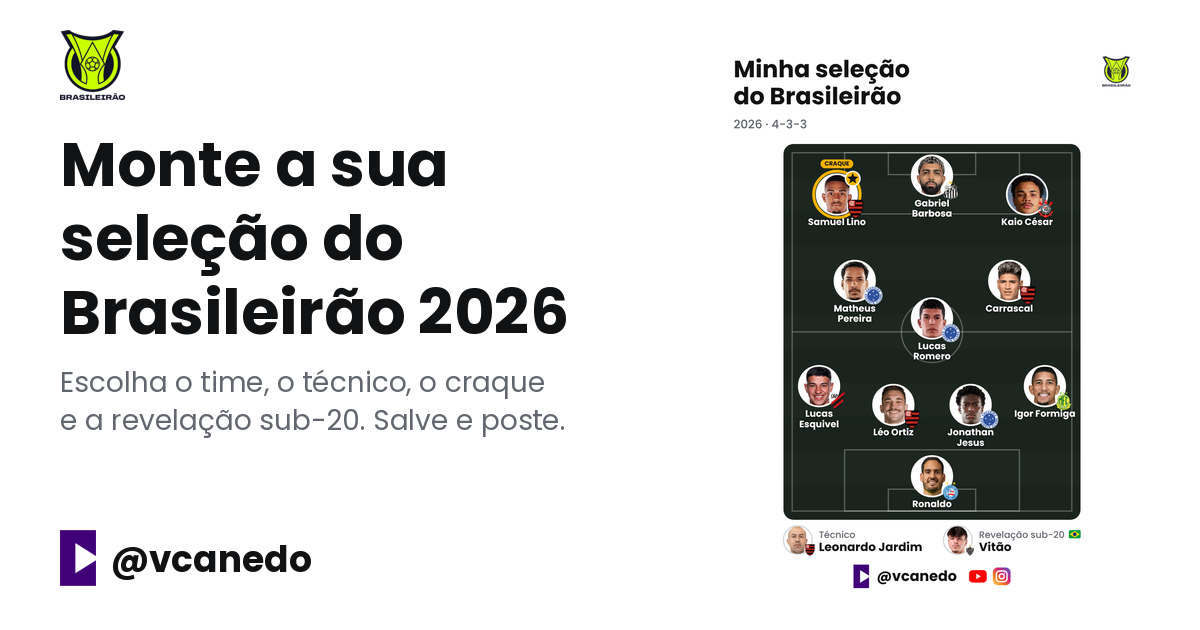 BRASILEIRÃO
Monte a sua
seleção do
Brasileirão 2026
Escolha o time, o técnico, o craque
e a revelação sub-20. Salve e poste.
@vcanedo
Minha seleção
do Brasileirão
2026 · 4-3-3
CRAQUE
Samuel Lino
Gabriel
Barbosa
Kaio César
Matheus
Pereira
Carrascal
Lucas
Romero
Lucas
Esquivel
Léo Ortiz
Jonathan
Jesus
Igor Formiga
Ronaldo
Técnico
Leonardo Jardim
Revelação sub-20
Vitão
@vcanedo